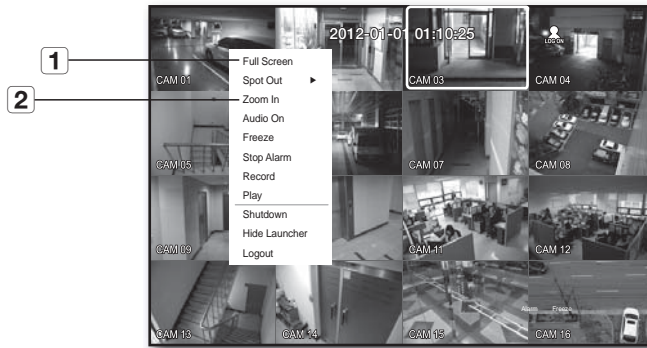 1
2
2012-01-01 01:10:25
LOG ON
CAM 01
CAM 03
CAM 04
Full Screen
Spot Out
Zoom In
Audio On
Freeze
Stop Alarm
Record
Play
Shutdown
Hide Launcher
Logout
CAM 05
CAM 07
CAM 08
CAM 09
CAM 11
CAM 12
CAM 13
CAM 14
CAM 15
Alarm Freeze
CAM 16